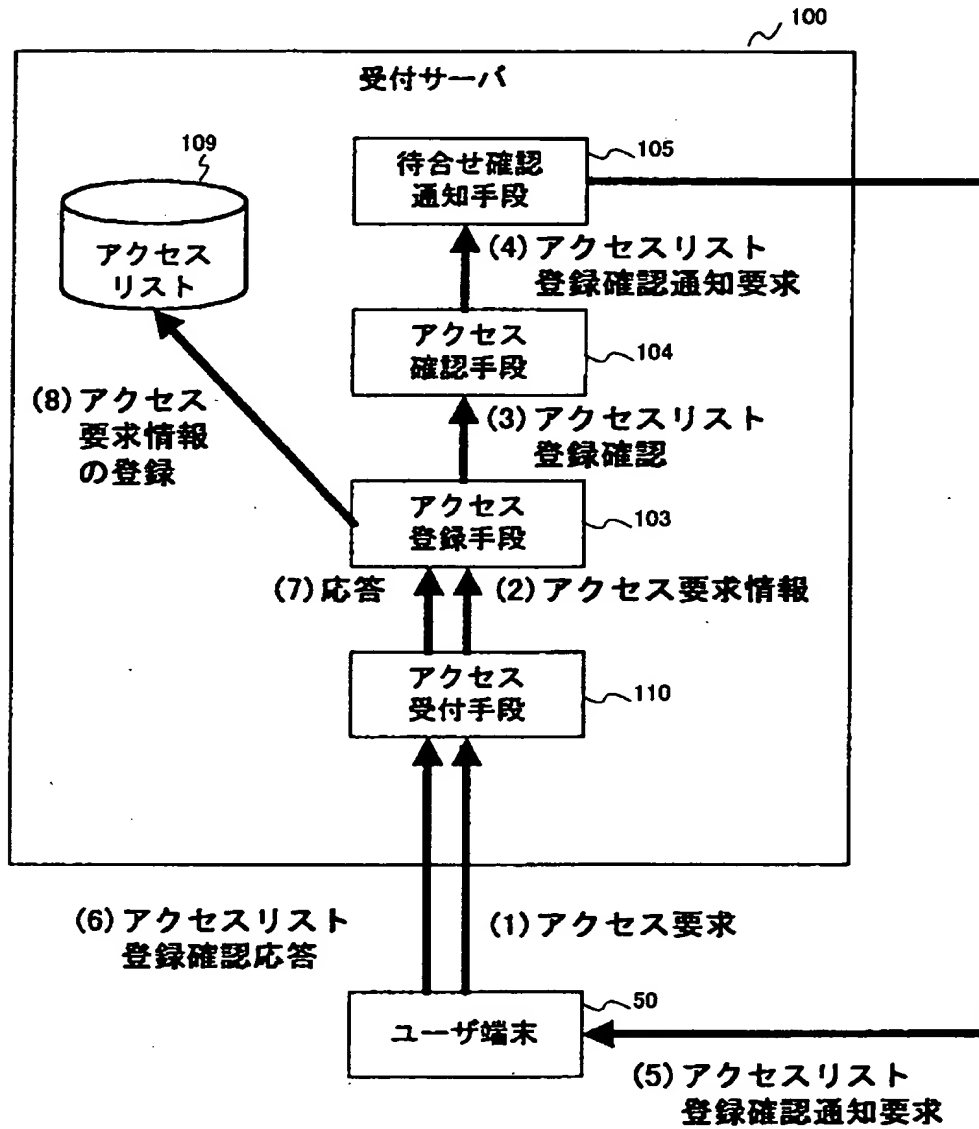 100
受付サーバ
109
アクセス
リスト
待合せ確認
通知手段
105
(4)アクセスリスト
登録確認通知要求
アクセス
確認手段
104
(8)アクセス
要求情報
の登録
(3)アクセスリスト
登録確認
アクセス
登録手段
103
(7)応答
(2)アクセス要求情報
アクセス
受付手段
110
(6)アクセスリスト
登録確認応答
(1)アクセス要求
ユーザ端末
50
(5)アクセスリスト
登録確認通知要求